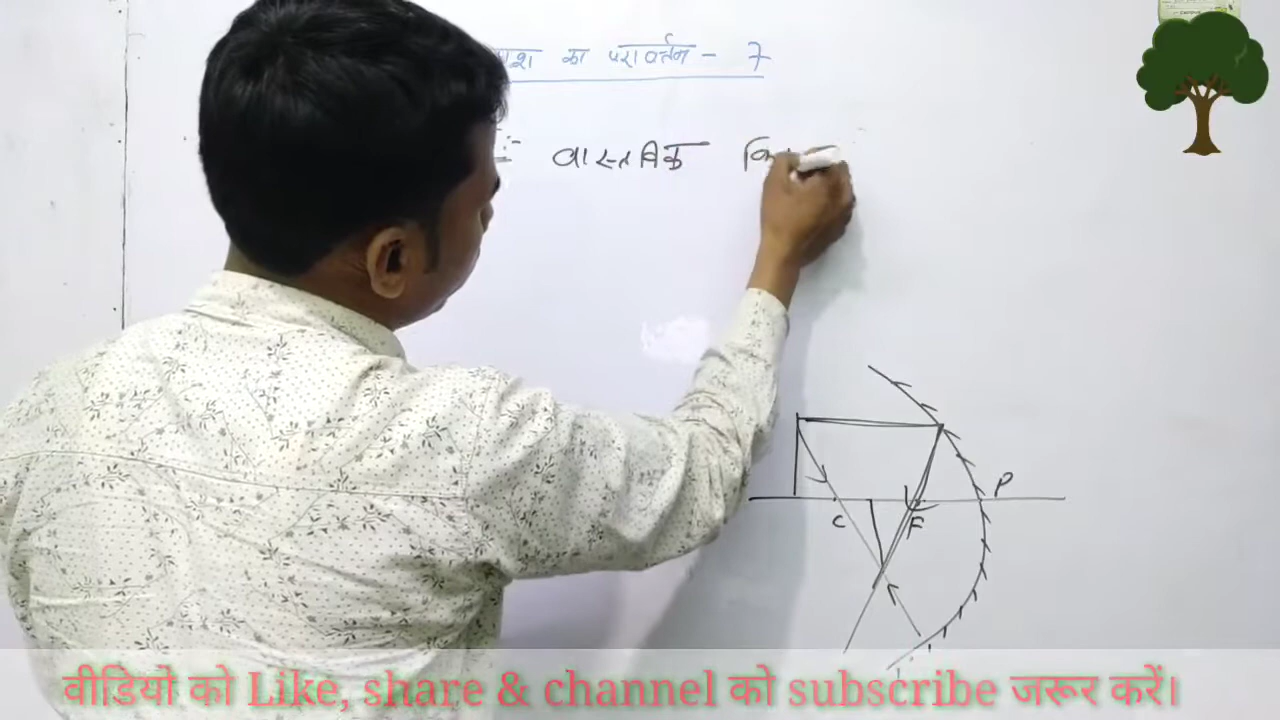 का परावर्तन - 7
:- वास्तविक
P
C F
वीडियो को Like, share & channel को subscribe जरूर करें।